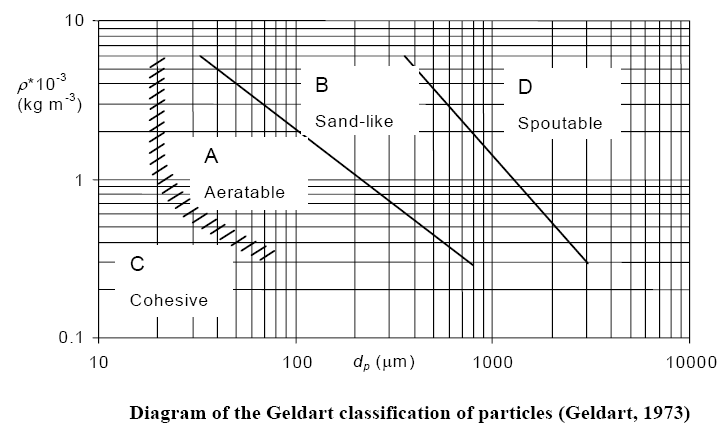 10
ρ*10-3
(kg m-3)
B
Sand-like
D
Spoutable
A
Aeratable
1
C
Cohesive
0.1
10
100
dp (μm)
1000
10000
Diagram of the Geldart classification of particles (Geldart, 1973)